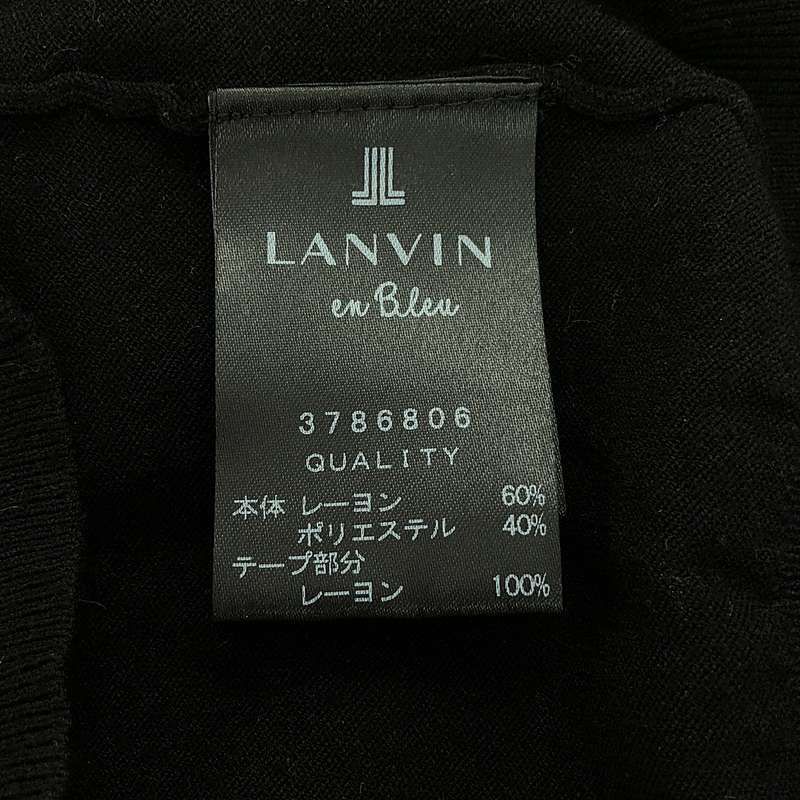 LANVIN
en Bleu
3786806
QUALITY
本体 レーヨン 60%
ポリエステル 40%
テープ部分
レーヨン 100%